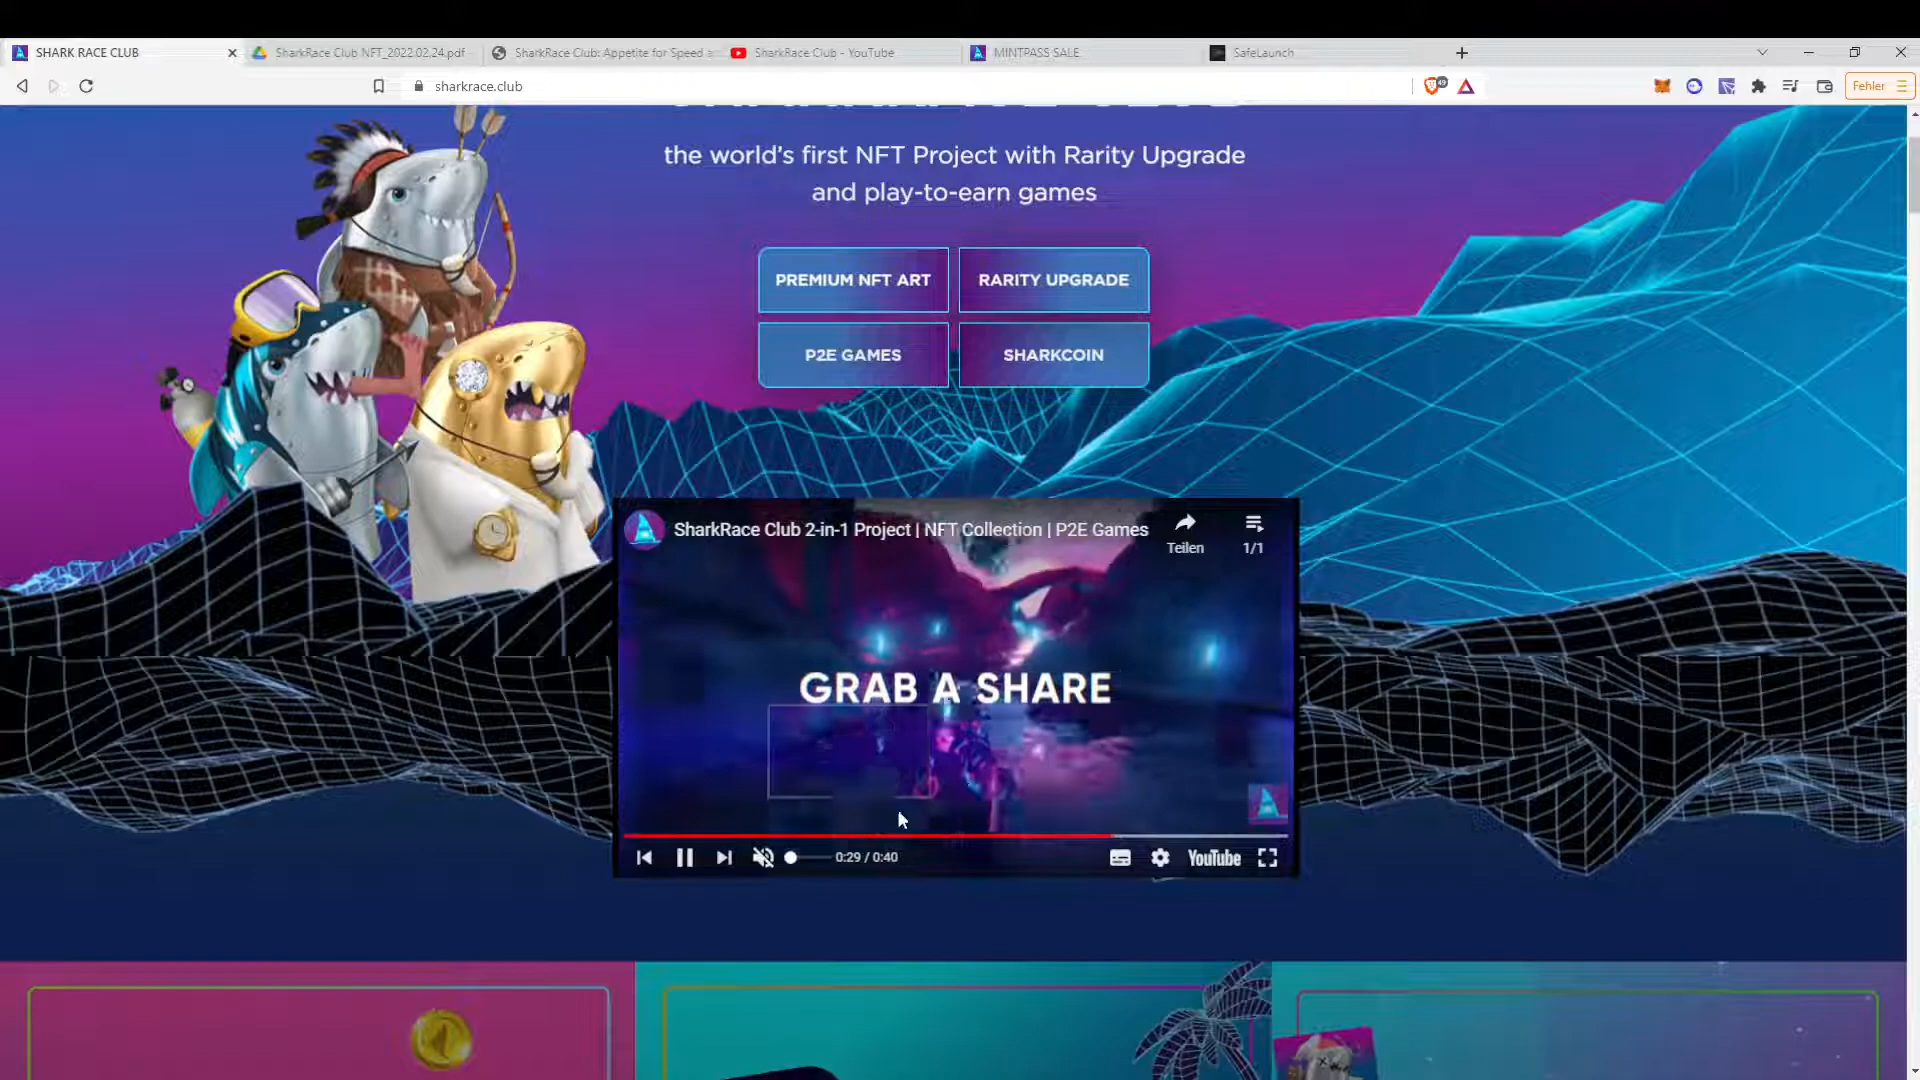 SHARK RACE CLUB
SharkRace Club NFT_2022.02.24.pdf
SharkRace Club: Appetite for Speed a
SharkRace Club - YouTube
MINTPASS SALE
SafeLaunch
sharkrace.club
49
Fehler
the world's first NFT Project with Rarity Upgrade
and play-to-earn games
PREMIUM NFT ART
RARITY UPGRADE
P2E GAMES
SHARKCOIN
SharkRace Club 2-in-1 Project | NFT Collection | P2E Games
Teilen
1/1
GRAB A SHARE
0:29 / 0:40
YouTube